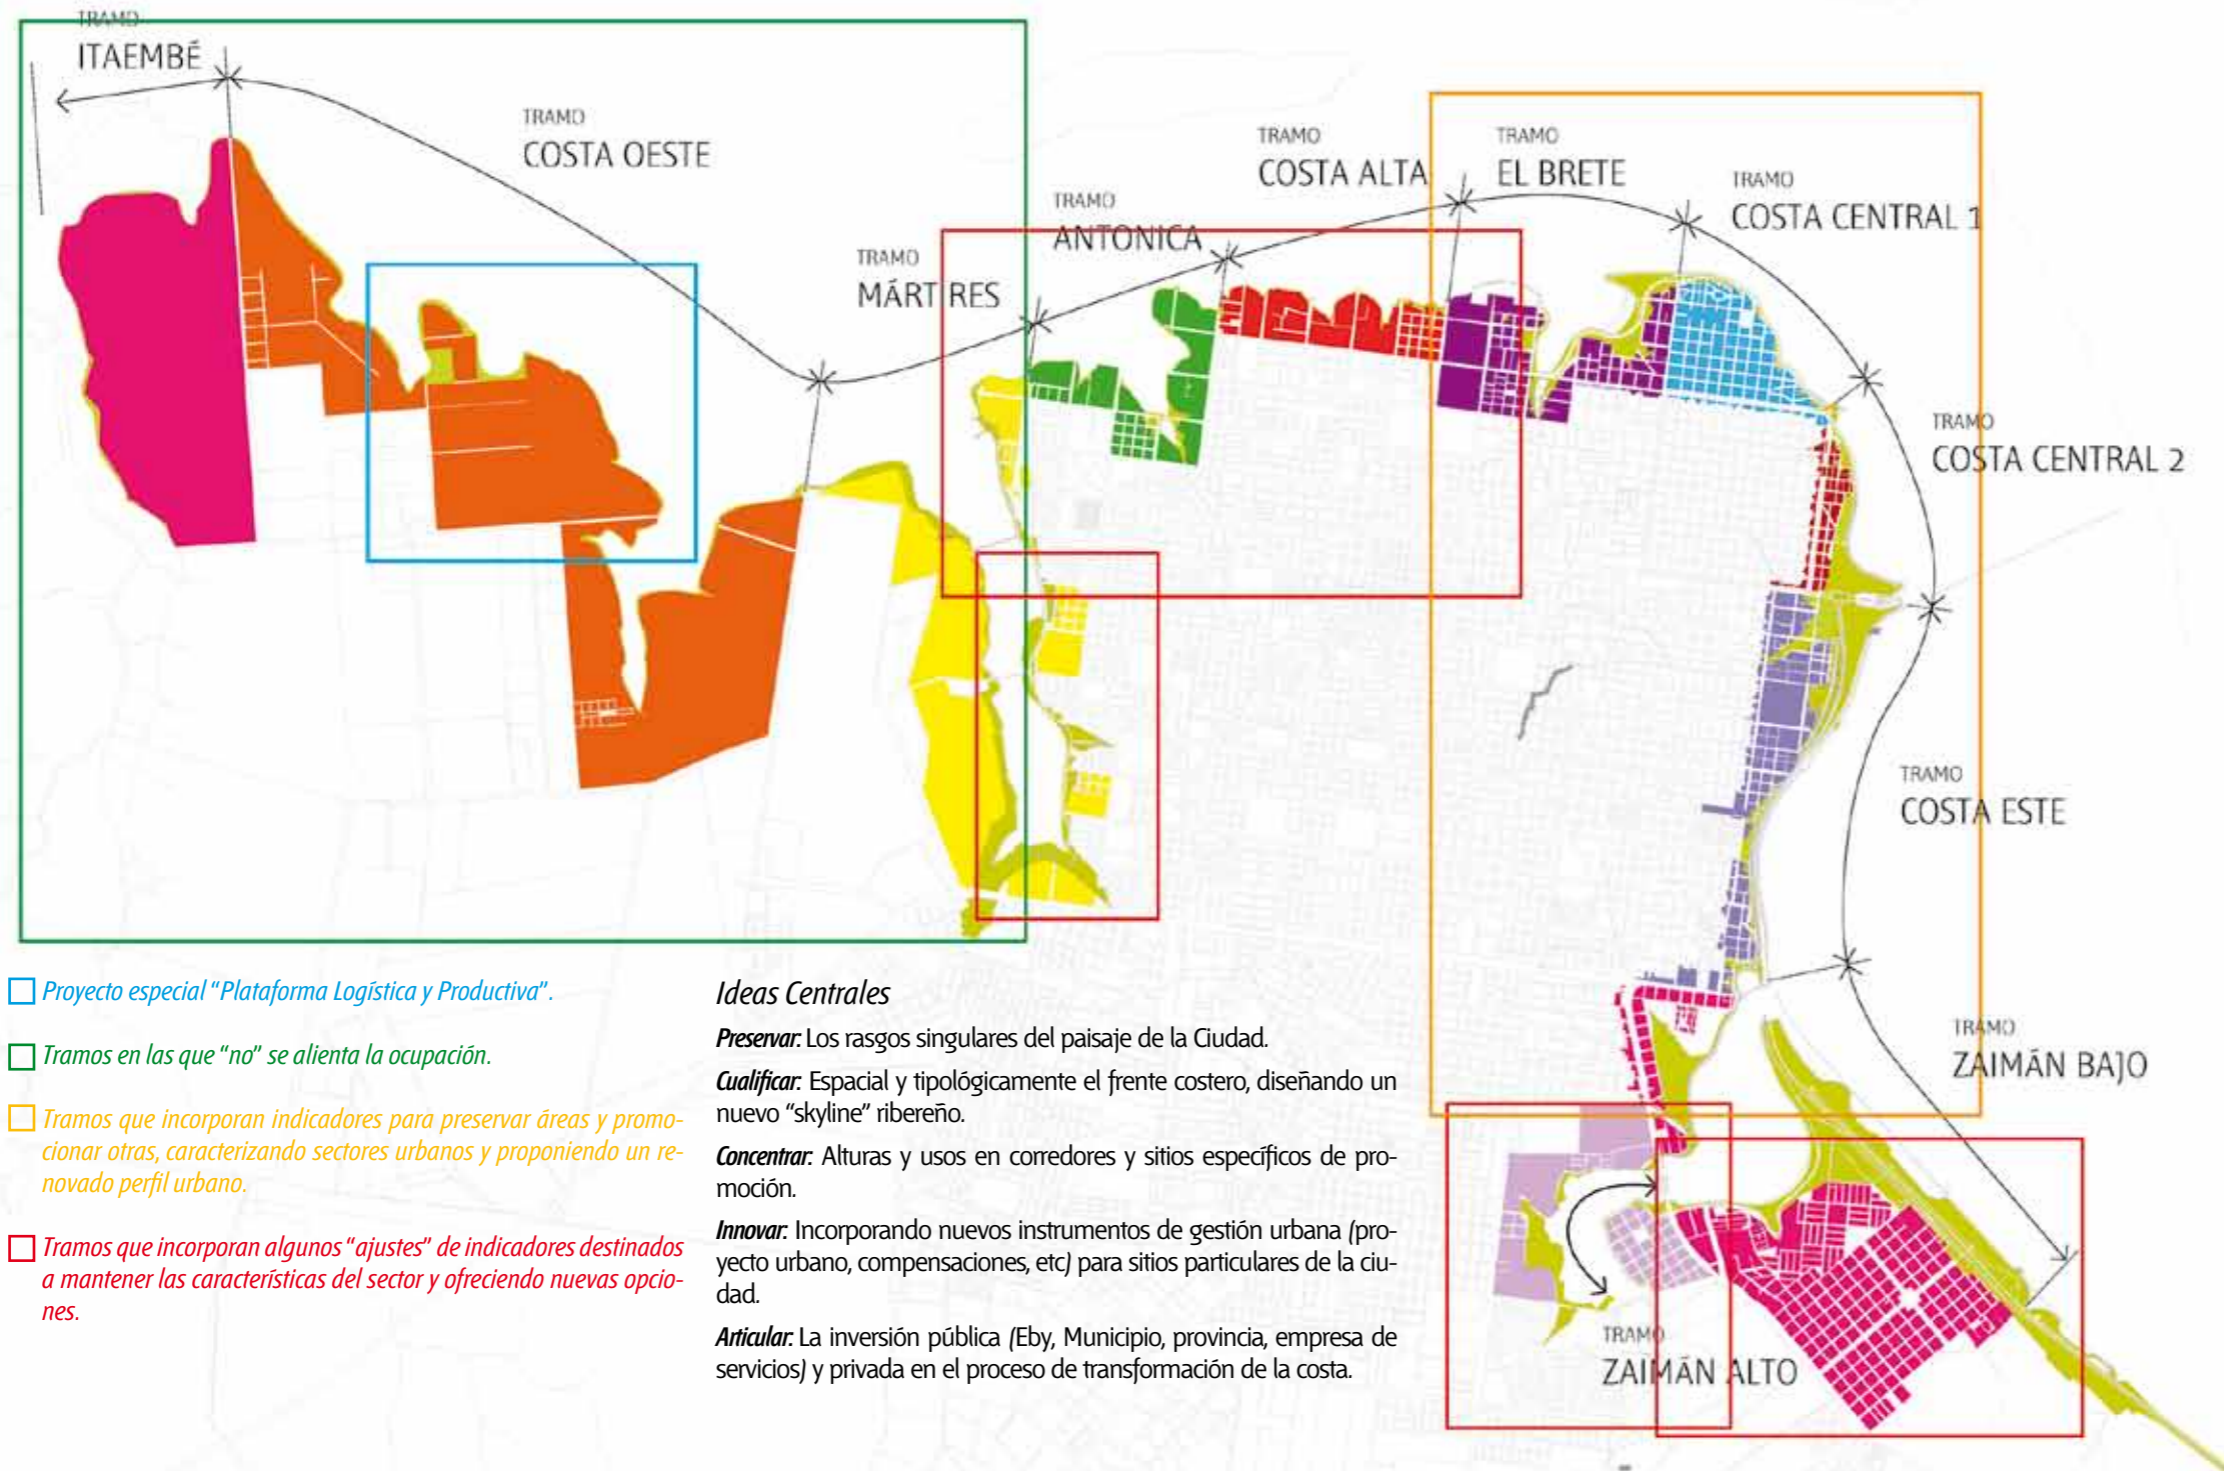 TRAMO
ITAEMBÉ
TRAMO
COSTA OESTE
TRAMO
MÁRTIRES
TRAMO
ANTONICA
TRAMO
COSTA ALTA
TRAMO
EL BRETE
TRAMO
COSTA CENTRAL 1
TRAMO
COSTA CENTRAL 2
TRAMO
COSTA ESTE
TRAMO
ZAIMÁN BAJO
TRAMO
ZAIMÁN ALTO
Proyecto especial “Plataforma Logística y Productiva”.
Tramos en las que “no” se alienta la ocupación.
Tramos que incorporan indicadores para preservar áreas y promo-
cionar otras, caracterizando sectores urbanos y proponiendo un re-
novado perfil urbano.
Tramos que incorporan algunos “ajustes” de indicadores destinados
a mantener las características del sector y ofreciendo nuevas opcio-
nes.
Ideas Centrales
Preservar: Los rasgos singulares del paisaje de la Ciudad.
Cualificar: Espacial y tipológicamente el frente costero, diseñando un
nuevo “skyline” ribereño.
Concentrar: Alturas y usos en corredores y sitios específicos de pro-
moción.
Innovar: Incorporando nuevos instrumentos de gestión urbana (pro-
yecto urbano, compensaciones, etc) para sitios particulares de la ciu-
dad.
Articular: La inversión pública (Eby, Municipio, provincia, empresa de
servicios) y privada en el proceso de transformación de la costa.